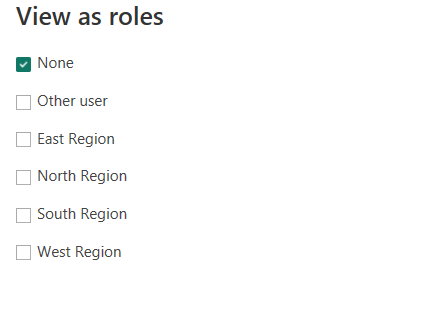 View as roles
None
Other user
East Region
North Region
South Region
West Region